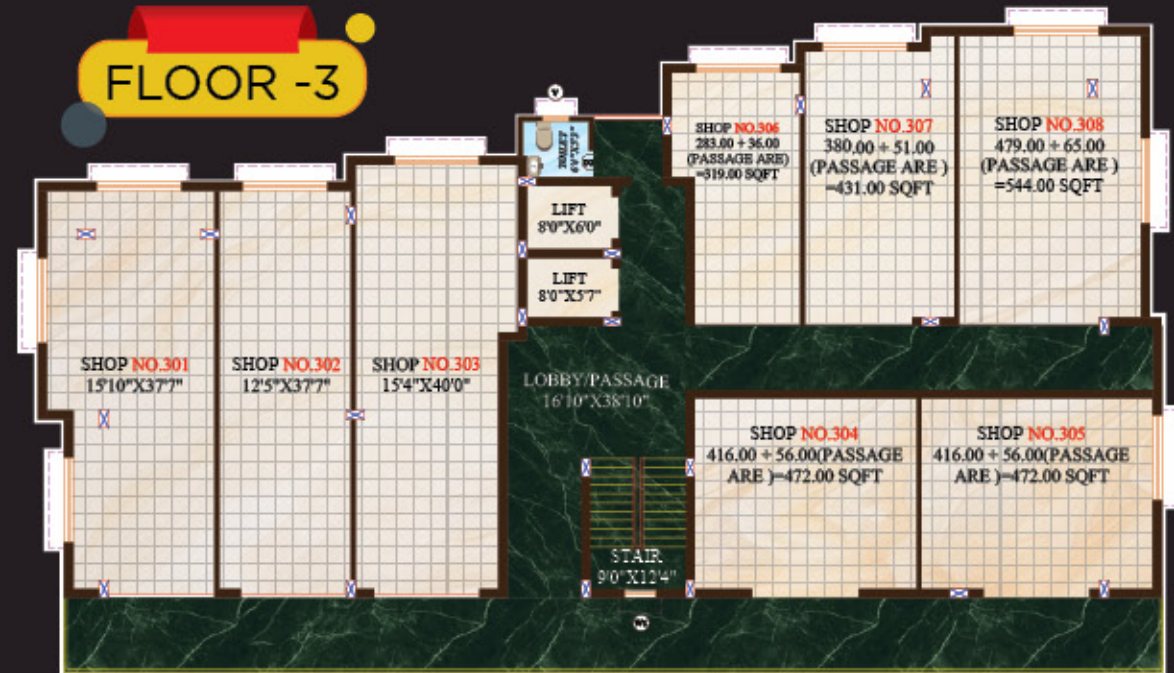 FLOOR -3
SHOP NO.301
15'10"X37'7"
SHOP NO.302
12'5"X37'7"
SHOP NO.303
15'4"X40'0"
LIFT
8'0"X6'0"
LIFT
8'0"X5'7"
LOBBY/PASSAGE
16'10"X38'10"
STAIR
9'0"X12'4"
SHOP NO.306
283.00 + 36.00
(PASSAGE ARE)
=319.00 SQFT
SHOP NO.307
380.00 + 51.00
(PASSAGE ARE )
=431.00 SQFT
SHOP NO.308
479.00 + 65.00
(PASSAGE ARE )
=544.00 SQFT
SHOP NO.304
416.00 + 56.00(PASSAGE
ARE )=472.00 SQFT
SHOP NO.305
416.00 + 56.00(PASSAGE
ARE )=472.00 SQFT